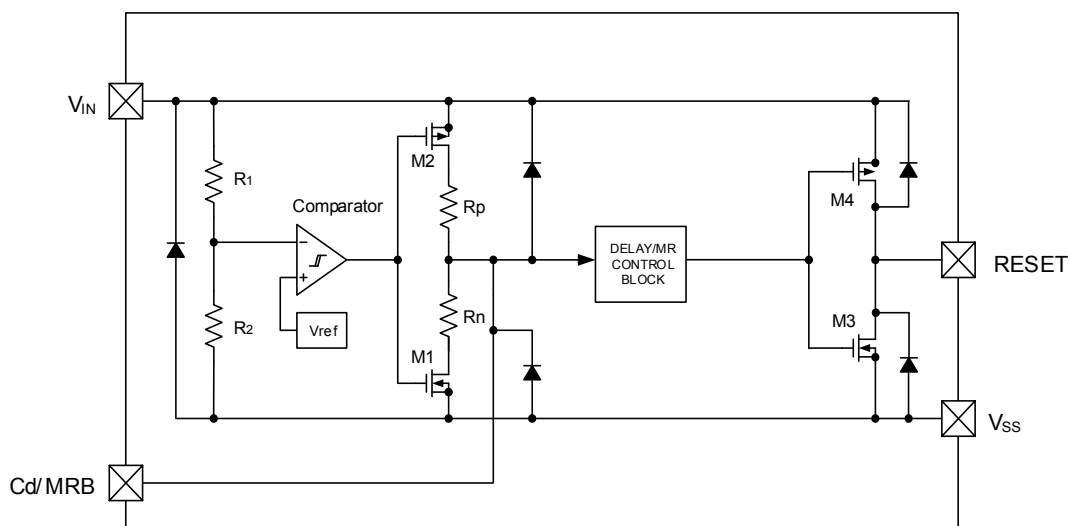 VIN
M2
M4
R1
Rp
Comparator
−
+
DELAY/MR
CONTROL
BLOCK
RESET
R2
Vref
Rn
M3
M1
VSS
Cd/MRB